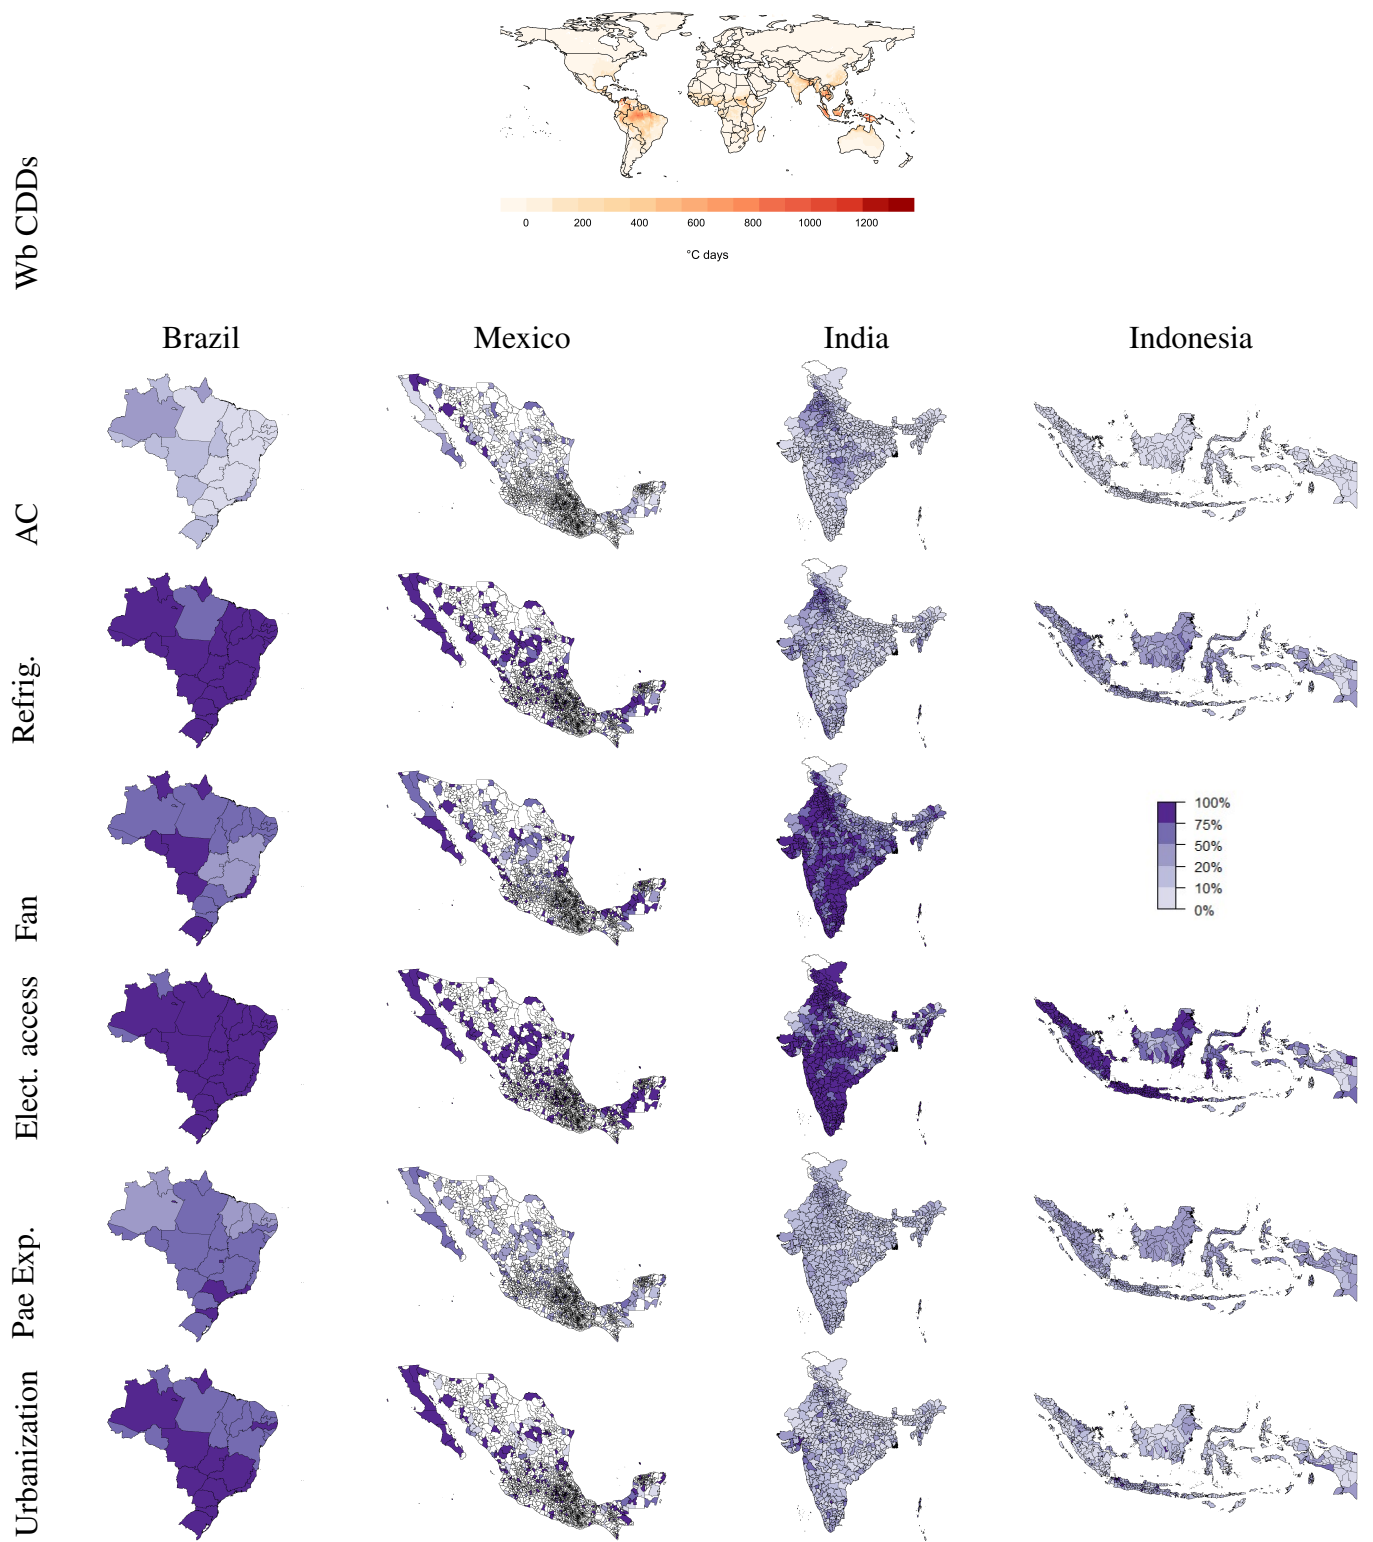 Wb CDDs
0 200 400 600 800 1000 1200
°C days
Brazil Mexico India Indonesia
AC
Refrig.
Fan
100%
75%
50%
20%
10%
0%
Elect. access
Pae Exp.
Urbanization